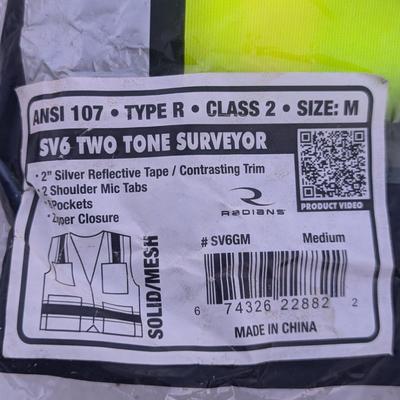 ANSI 107 • TYPE R • CLASS 2 • SIZE: M
SV6 TWO TONE SURVEYOR
• 2" Silver Reflective Tape / Contrasting Trim
2 Shoulder Mic Tabs
Pockets
Closure
RADIANS
PRODUCT VIDEO
# SV6GM Medium
SOLID/MESH
6 74326 22882 2
MADE IN CHINA